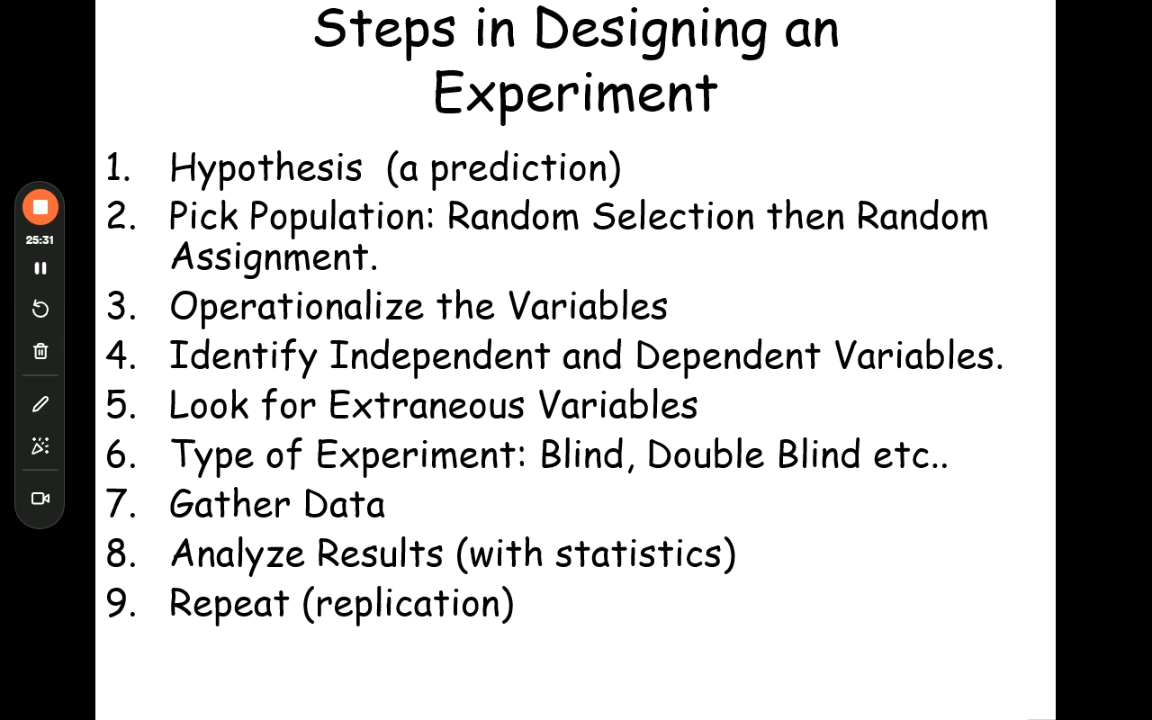 Steps in Designing an
Experiment
1. Hypothesis (a prediction)
2. Pick Population: Random Selection then Random
Assignment.
3. Operationalize the Variables
4. Identify Independent and Dependent Variables.
5. Look for Extraneous Variables
6. Type of Experiment: Blind, Double Blind etc..
7. Gather Data
8. Analyze Results (with statistics)
9. Repeat (replication)
25:31